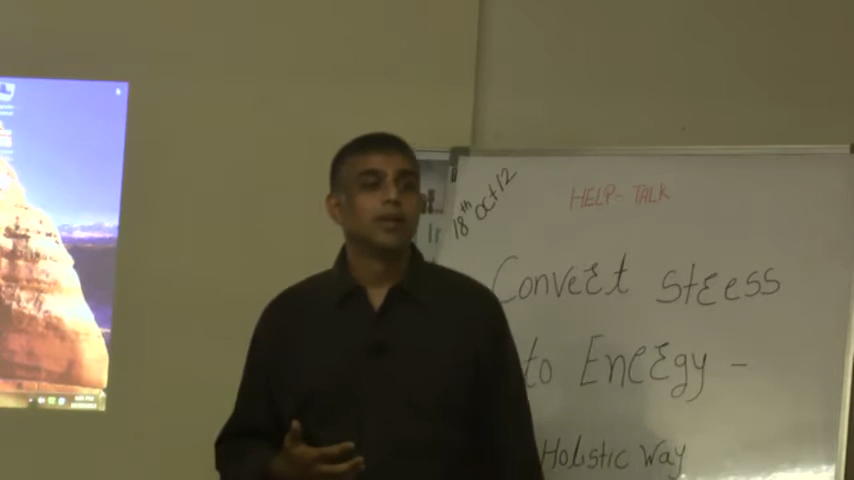 18th Oct 12
HELP-TALK
Convert Stress
to Energy -
Holistic Way